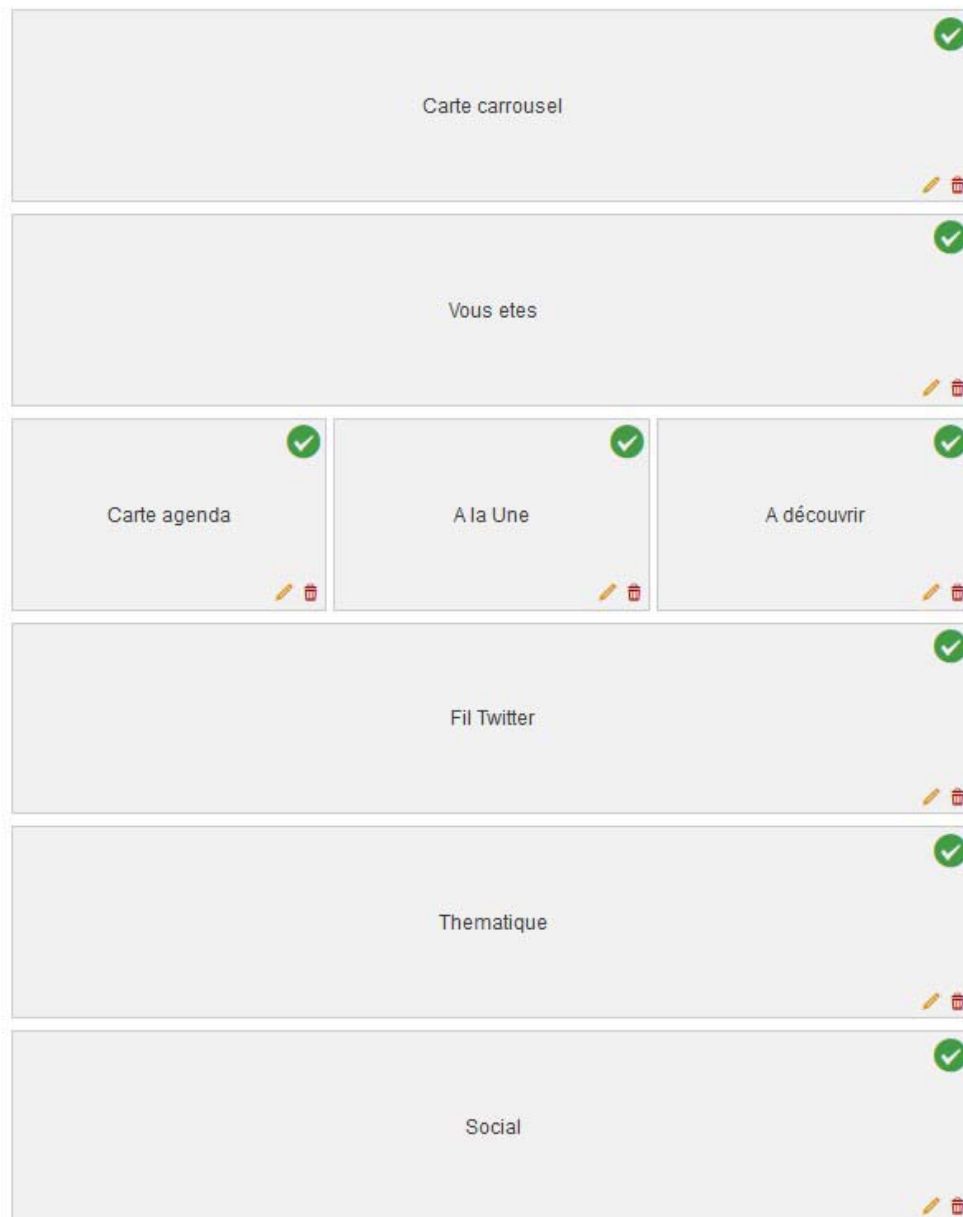 Carte carrousel
Vous etes
Carte agenda
A la Une
A découvrir
Fil Twitter
Thematique
Social